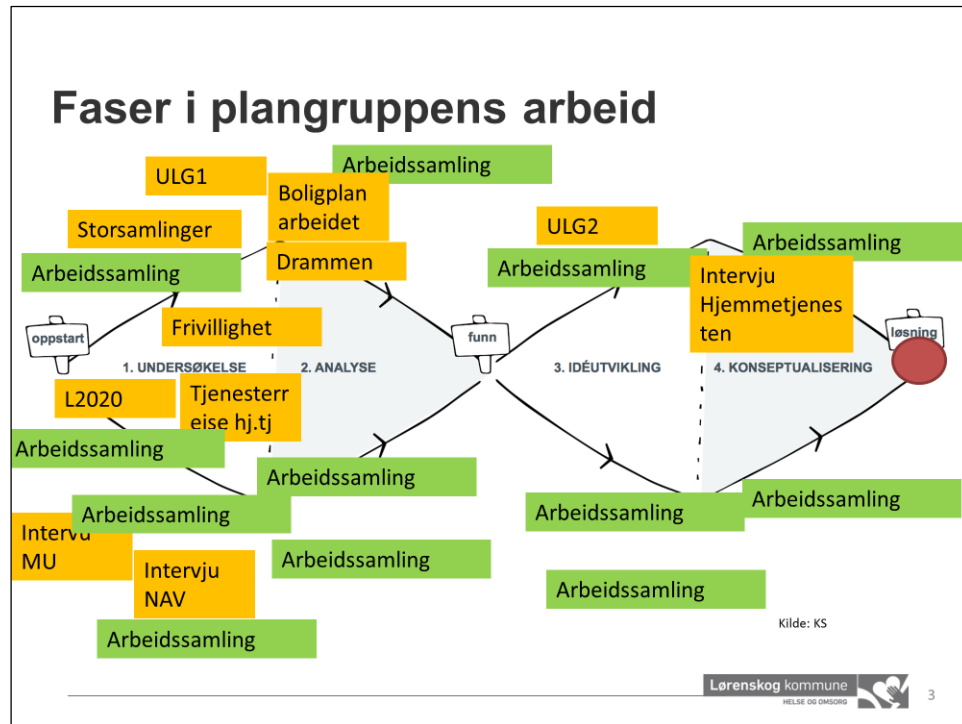 Faser i plangruppens arbeid
Arbeidssamling
ULG1
Boligplan
arbeidet
Storsamlinger
ULG2
Arbeidssamling
Drammen
Arbeidssamling
Arbeidssamling
Intervju
Hjemmetjenes
ten
Frivillighet
oppstart
funn
løsning
1. UNDERSØKELSE
2. ANALYSE
3. IDÉUTVIKLING
4. KONSEPTUALISERING
L2020
Tjenesterr
eise hj.tj
Arbeidssamling
Arbeidssamling
Arbeidssamling
Arbeidssamling
Arbeidssamling
Intervu
MU
Arbeidssamling
Intervju
NAV
Arbeidssamling
Arbeidssamling
Kilde: KS
Lørenskog kommune
HELSE OG OMSORG
3